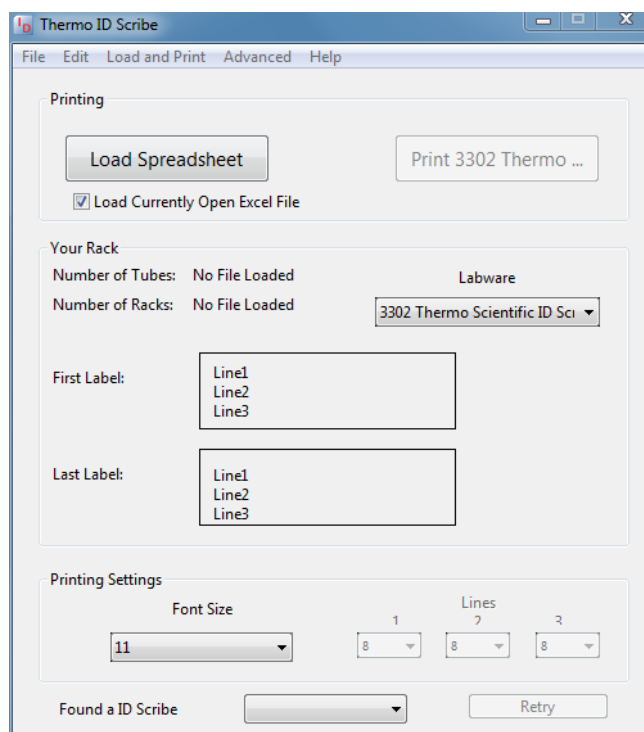 ID Thermo ID Scribe
File Edit Load and Print Advanced Help
Printing
Load Spreadsheet Print 3302 Thermo ...
Load Currently Open Excel File
Your Rack
Number of Tubes: No File Loaded Labware
Number of Racks: No File Loaded 3302 Thermo Scientific ID Scr
First Label: Line1
Line2
Line3
Last Label: Line1
Line2
Line3
Printing Settings
Font Size Lines
1 2 3
11 8 8 8
Found a ID Scribe Retry